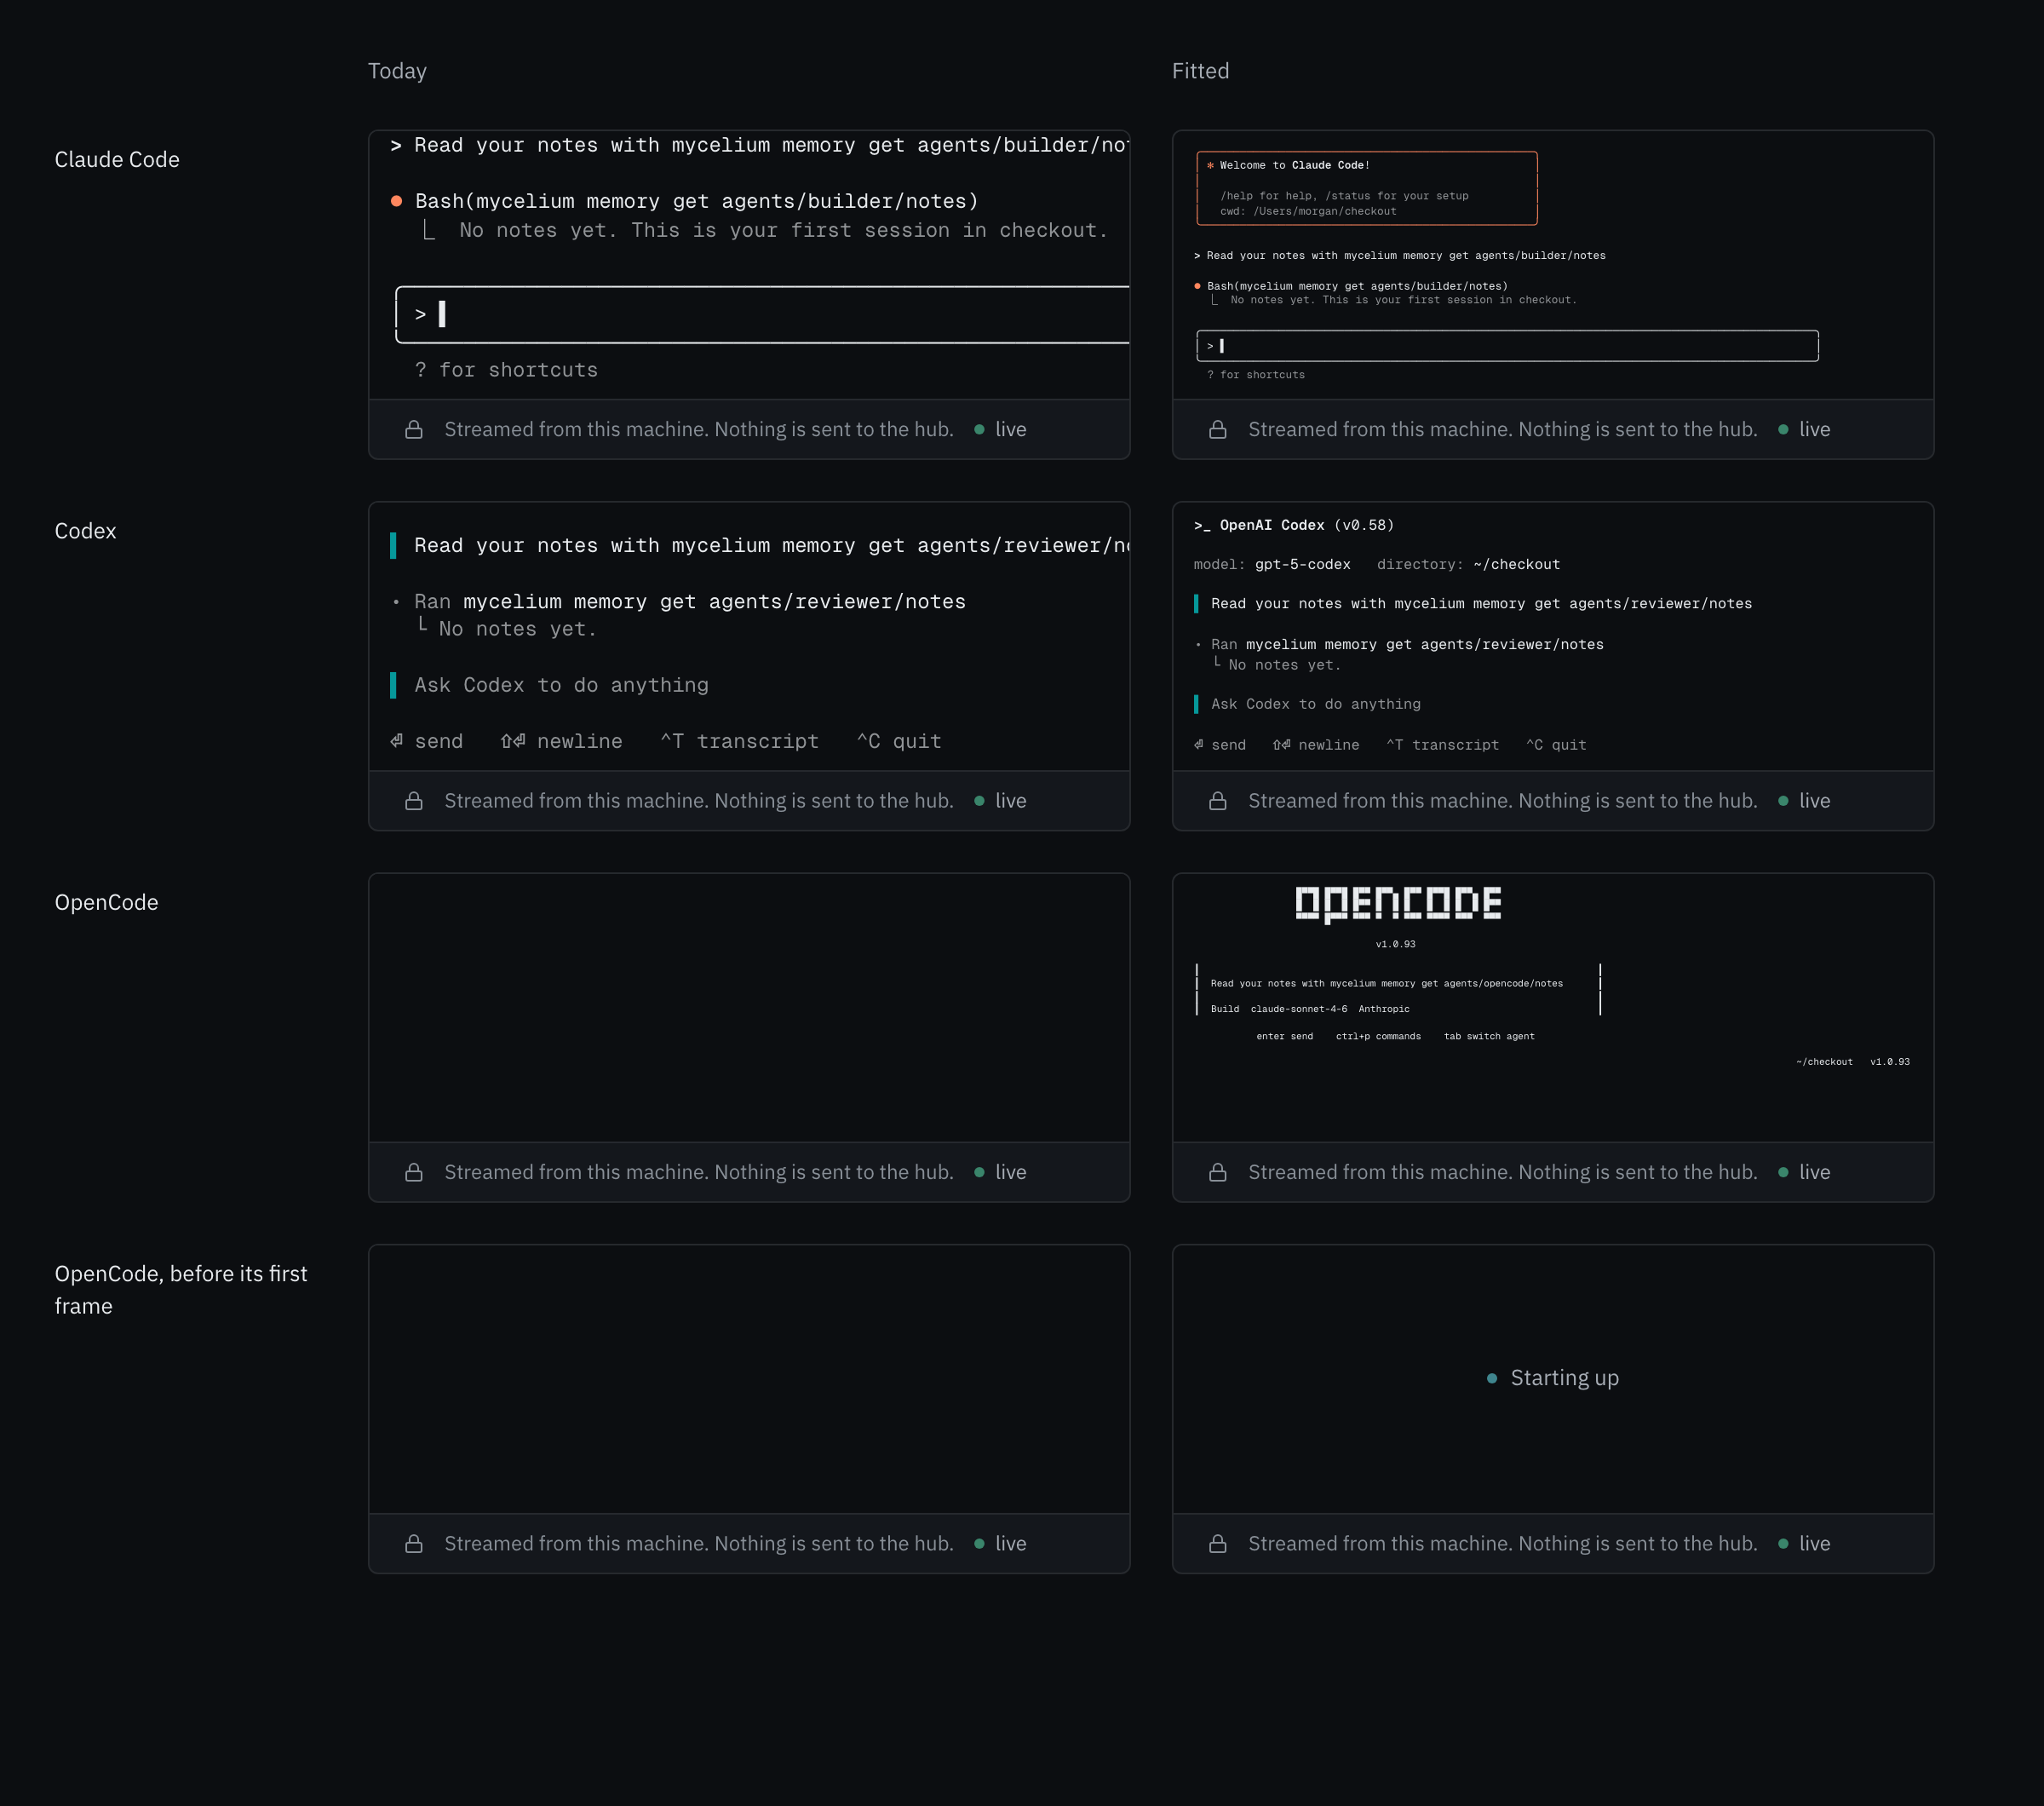 Today
Fitted
Claude Code
> Read your notes with mycelium memory get agents/builder/not
● Bash(mycelium memory get agents/builder/notes)
⎿ No notes yet. This is your first session in checkout.
>
? for shortcuts
Streamed from this machine. Nothing is sent to the hub. ● live
✻ Welcome to Claude Code!
/help for help, /status for your setup
cwd: /Users/morgan/checkout
> Read your notes with mycelium memory get agents/builder/notes
● Bash(mycelium memory get agents/builder/notes)
⎿ No notes yet. This is your first session in checkout.
>
? for shortcuts
Streamed from this machine. Nothing is sent to the hub. ● live
Codex
Read your notes with mycelium memory get agents/reviewer/no
• Ran mycelium memory get agents/reviewer/notes
└ No notes yet.
Ask Codex to do anything
⏎ send ⇧⏎ newline ^T transcript ^C quit
Streamed from this machine. Nothing is sent to the hub. ● live
>_ OpenAI Codex (v0.58)
model: gpt-5-codex directory: ~/checkout
Read your notes with mycelium memory get agents/reviewer/notes
• Ran mycelium memory get agents/reviewer/notes
└ No notes yet.
Ask Codex to do anything
⏎ send ⇧⏎ newline ^T transcript ^C quit
Streamed from this machine. Nothing is sent to the hub. ● live
OpenCode
Streamed from this machine. Nothing is sent to the hub. ● live
opencode
v1.0.93
Read your notes with mycelium memory get agents/opencode/notes
Build claude-sonnet-4-6 Anthropic
enter send ctrl+p commands tab switch agent
~/checkout v1.0.93
Streamed from this machine. Nothing is sent to the hub. ● live
OpenCode, before its first
frame
Streamed from this machine. Nothing is sent to the hub. ● live
● Starting up
Streamed from this machine. Nothing is sent to the hub. ● live